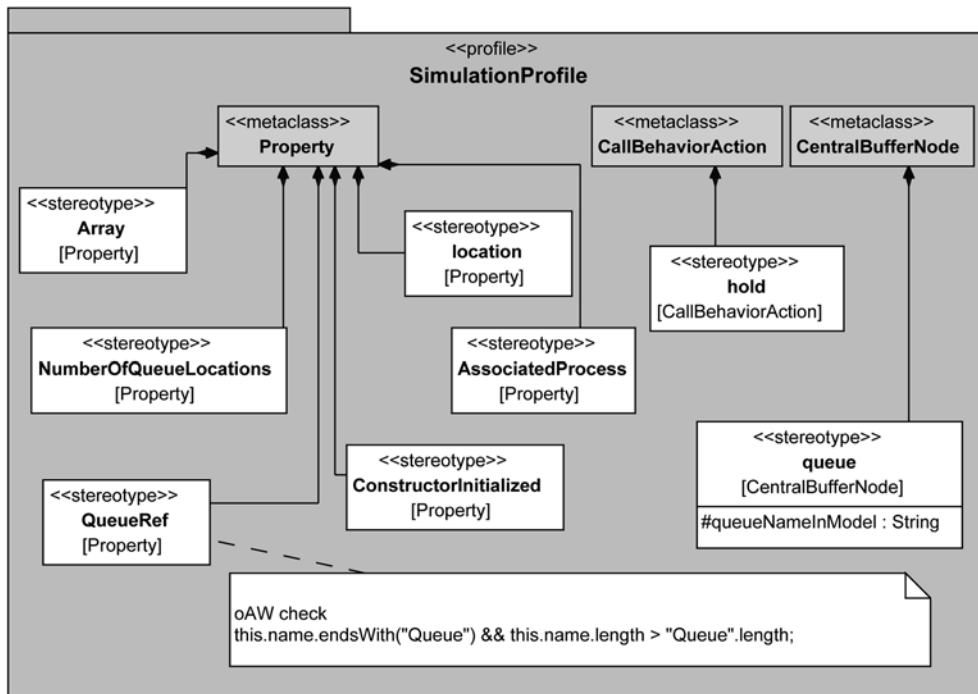 <<profile>>
SimulationProfile
<<metaclass>>
Property
<<metaclass>>
CallBehaviorAction
<<metaclass>>
CentralBufferNode
<<stereotype>>
Array
[Property]
<<stereotype>>
location
[Property]
<<stereotype>>
hold
[CallBehaviorAction]
<<stereotype>>
NumberOfQueueLocations
[Property]
<<stereotype>>
AssociatedProcess
[Property]
<<stereotype>>
queue
[CentralBufferNode]
#queueNameInModel : String
<<stereotype>>
ConstructorInitialized
[Property]
<<stereotype>>
QueueRef
[Property]
oAW check
this.name.endsWith("Queue") && this.name.length > "Queue".length;